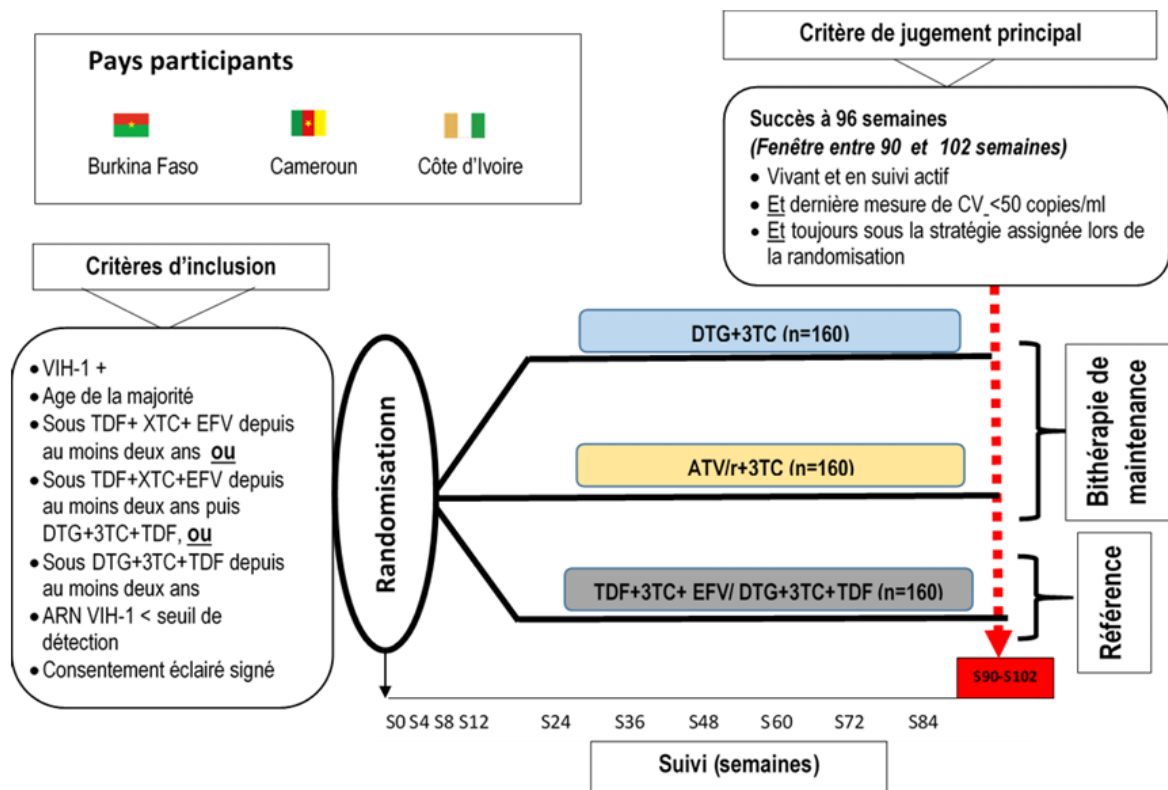 Pays participants
Burkina Faso
Cameroun
Côte d'Ivoire
Critère de jugement principal
Succès à 96 semaines
(Fenêtre entre 90 et 102 semaines)
• Vivant et en suivi actif
• Et dernière mesure de CV_<50 copies/ml
• Et toujours sous la stratégie assignée lors de
la randomisation
Critères d'inclusion
• VIH-1 +
• Age de la majorité
• Sous TDF+ XTC+ EFV depuis
au moins deux ans ou
• Sous TDF+XTC+EFV depuis
au moins deux ans puis
DTG+3TC+TDF, ou
• Sous DTG+3TC+TDF depuis
au moins deux ans
• ARN VIH-1 < seuil de
détection
• Consentement éclairé signé
Randomisationn
DTG+3TC (n=160)
ATV/r+3TC (n=160)
TDF+3TC+ EFV/ DTG+3TC+TDF (n=160)
Bithérapie de
maintenance
Référence
S90-S102
S0 S4 S8 S12 S24 S36 S48 S60 S72 S84
Suivi (semaines)